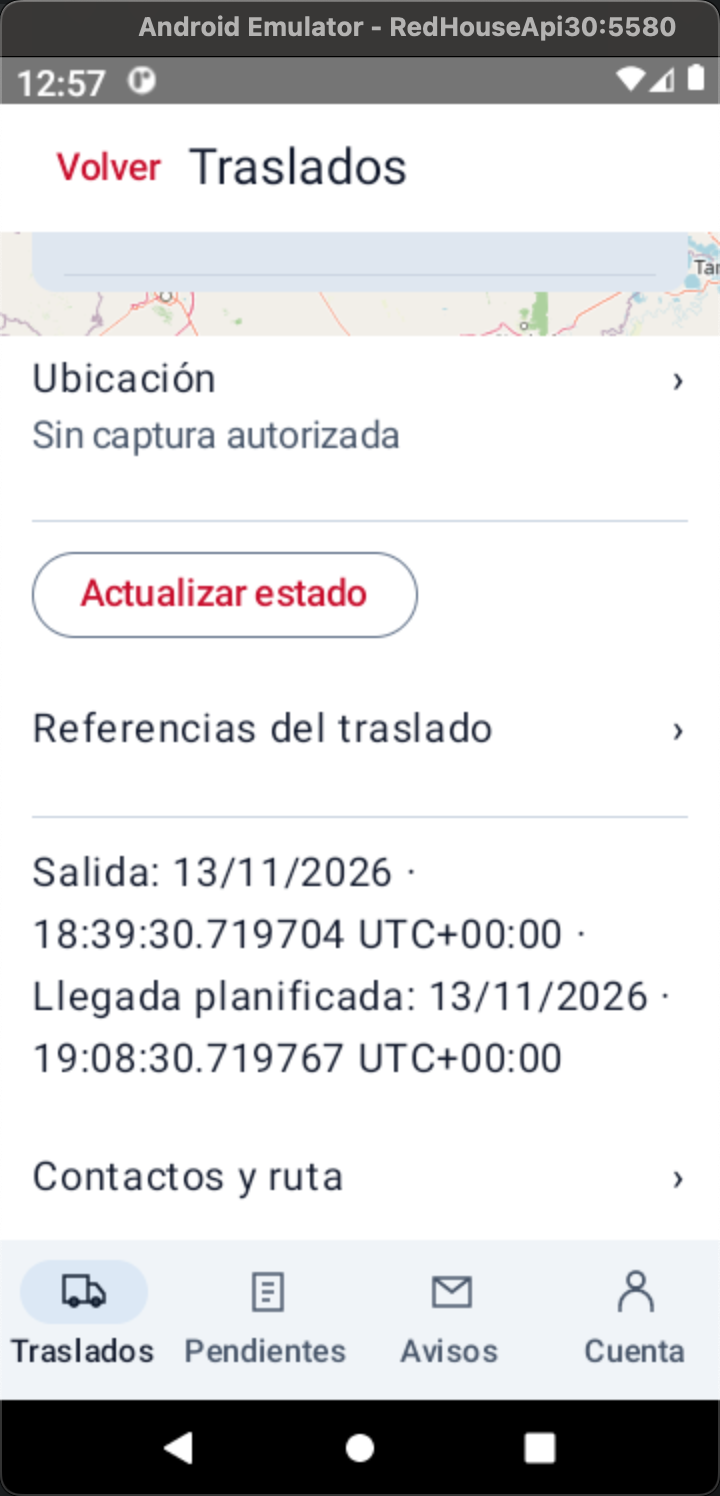 Android Emulator - RedHouseApi30:5580
12:57
Volver Traslados
Ubicación ›
Sin captura autorizada
Actualizar estado
Referencias del traslado ›
Salida: 13/11/2026 ·
18:39:30.719704 UTC+00:00 ·
Llegada planificada: 13/11/2026 ·
19:08:30.719767 UTC+00:00
Contactos y ruta ›
Traslados Pendientes Avisos Cuenta